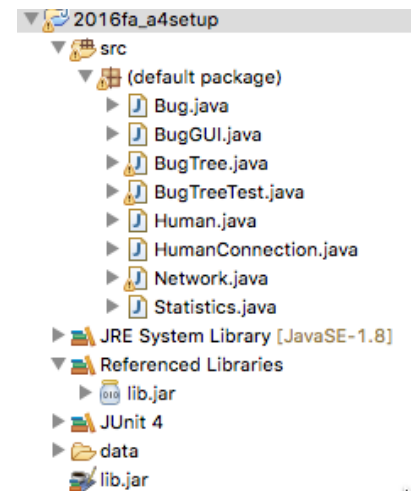 2016fa_a4setup
src
(default package)
Bug.java
BugGUI.java
BugTree.java
BugTreeTest.java
Human.java
HumanConnection.java
Network.java
Statistics.java
JRE System Library [JavaSE-1.8]
Referenced Libraries
lib.jar
JUnit 4
data
lib.jar